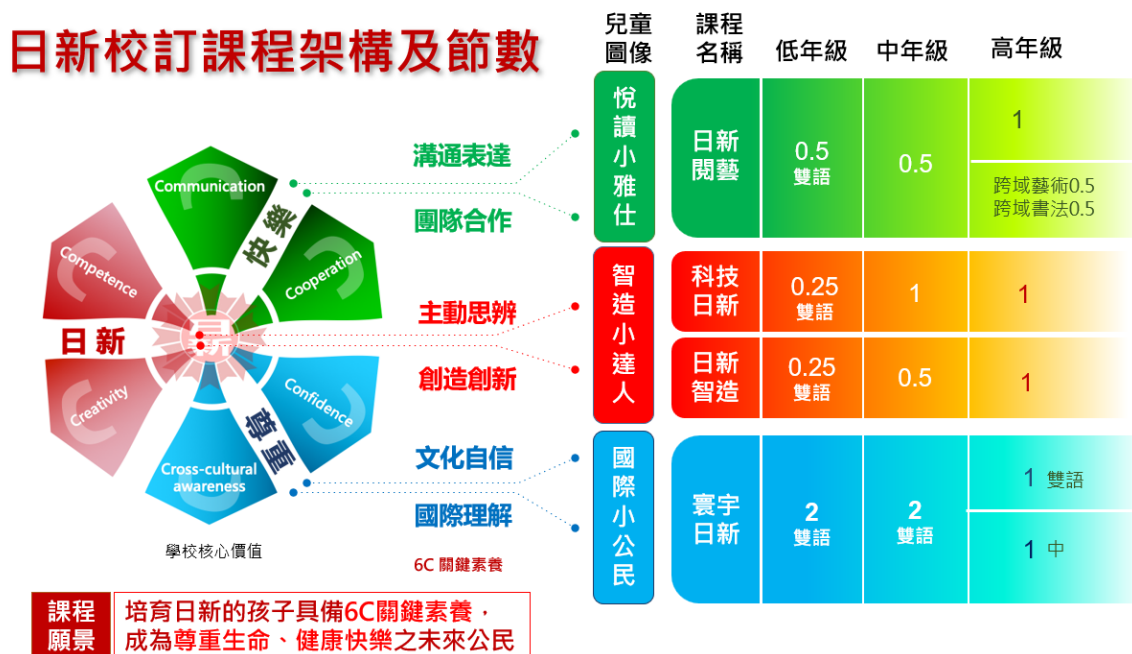 日新校訂課程架構及節數
Communication
Cooperation
Competence
快樂
日新
新
Creativity
Confidence
尊重
Cross-cultural
awareness
學校核心價值
溝通表達
團隊合作
主動思辨
創造創新
文化自信
國際理解
6C 關鍵素養
課程
願景
培育日新的孩子具備6C關鍵素養，
成為尊重生命、健康快樂之未來公民
兒童
圖像
課程
名稱
低年級
中年級
高年級
悅讀小雅仕
日新
閱藝
0.5
雙語
0.5
1
跨域藝術0.5
跨域書法0.5
智造小達人
科技
日新
0.25
雙語
1
1
日新
智造
0.25
雙語
0.5
1
國際小公民
寰宇
日新
2
雙語
2
雙語
1 雙語
1 中